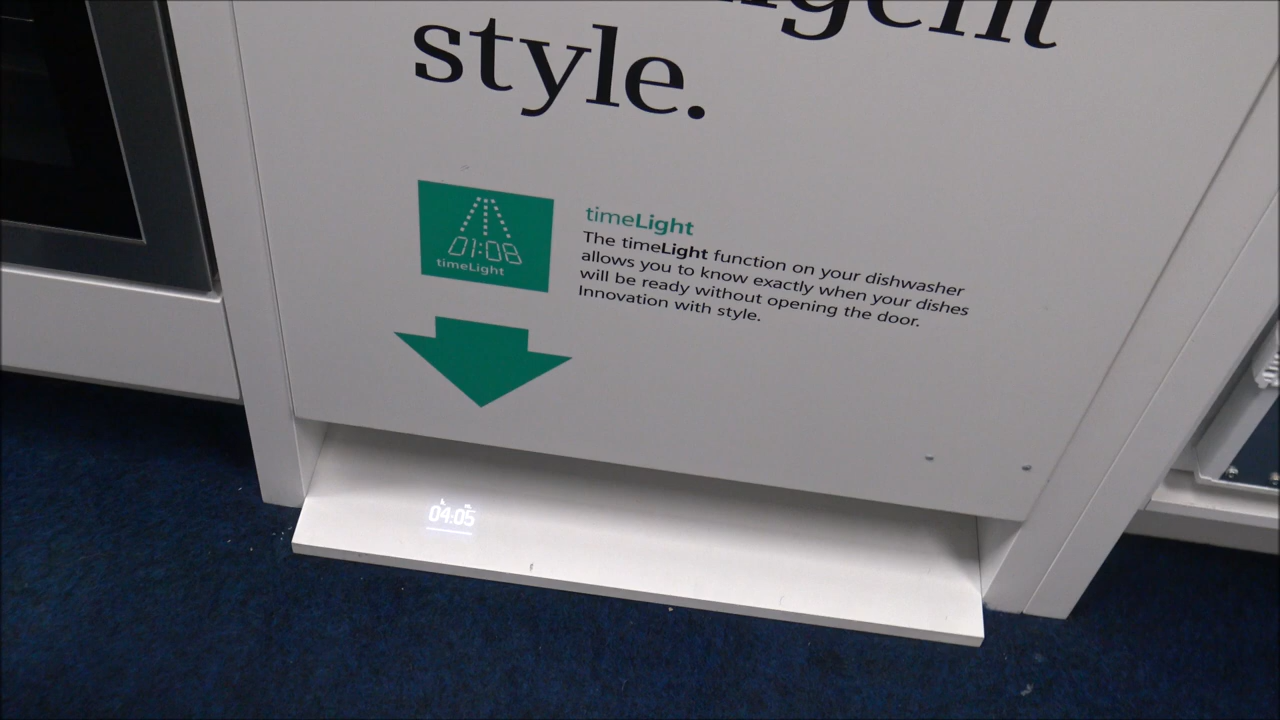 style.
01:08
timeLight
timeLight
The timeLight function on your dishwasher
allows you to know exactly when your dishes
will be ready without opening the door.
Innovation with style.
04:05